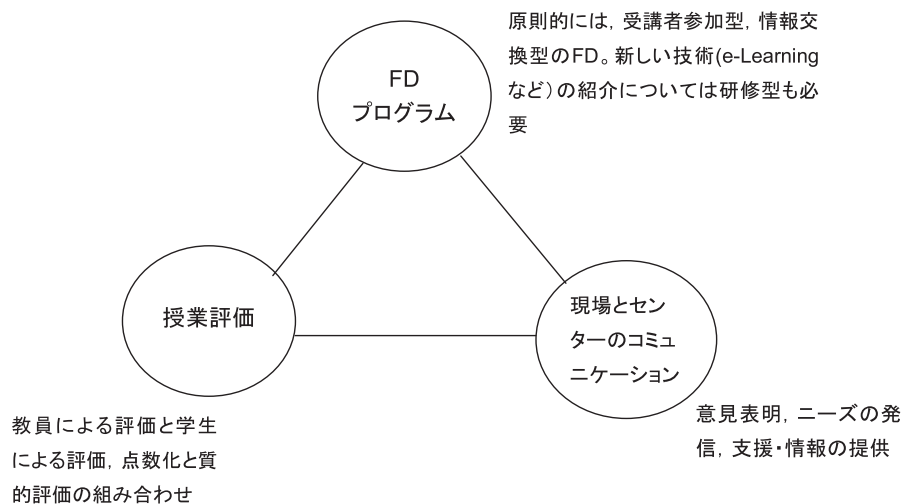 FD
プログラム
原則的には, 受講者参加型, 情報交
換型のFD。新しい技術(e-Learning
など)の紹介については研修型も必
要
授業評価
現場とセン
ターのコミュ
ニケーション
教員による評価と学生
による評価, 点数化と質
的評価の組み合わせ
意見表明, ニーズの発
信, 支援・情報の提供